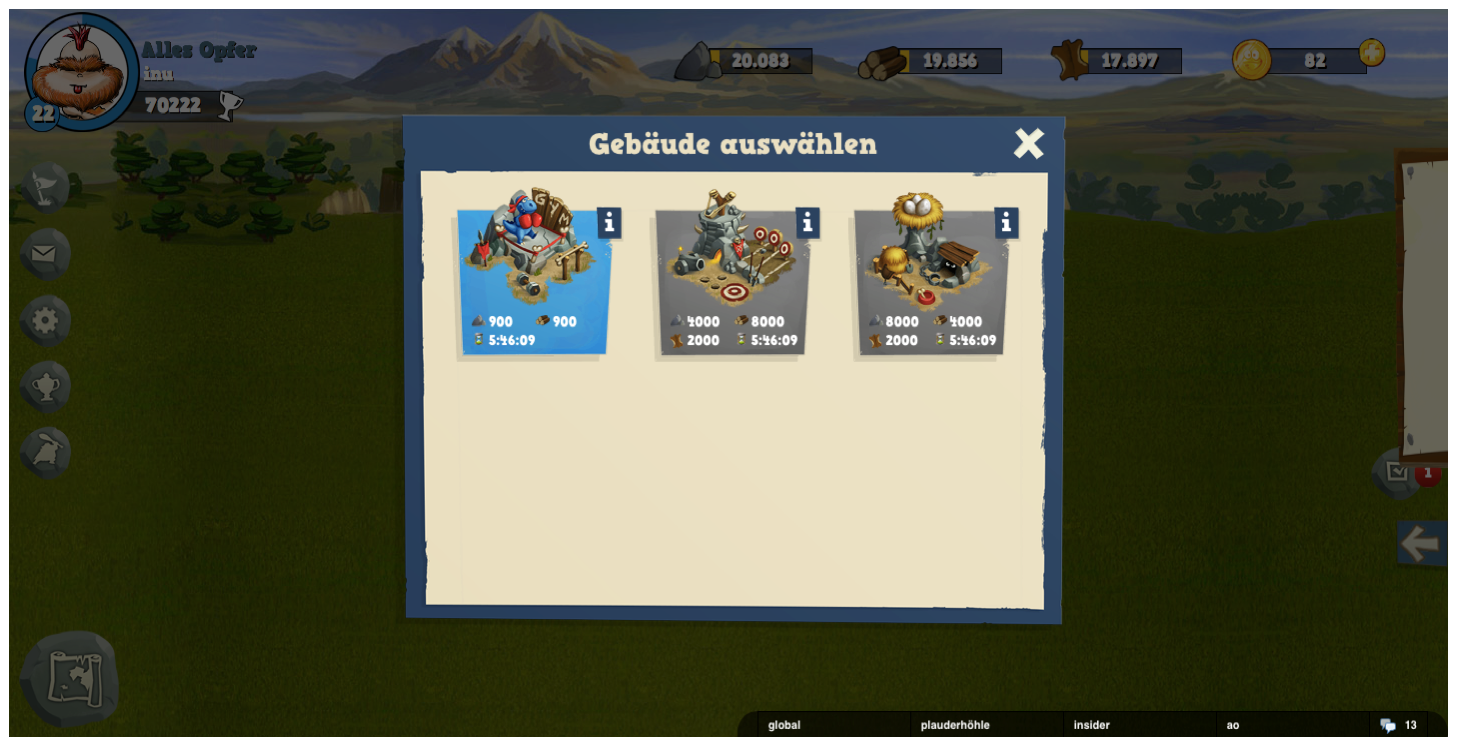 Alles Opfer
inu
70222
22
20.083
19.856
17.897
82
Gebäude auswählen
GYM
i
900 900
5:46:09
i
4000 8000
2000 5:46:09
i
8000 4000
2000 5:46:09
1
global
plauderhöhle
insider
ao
13